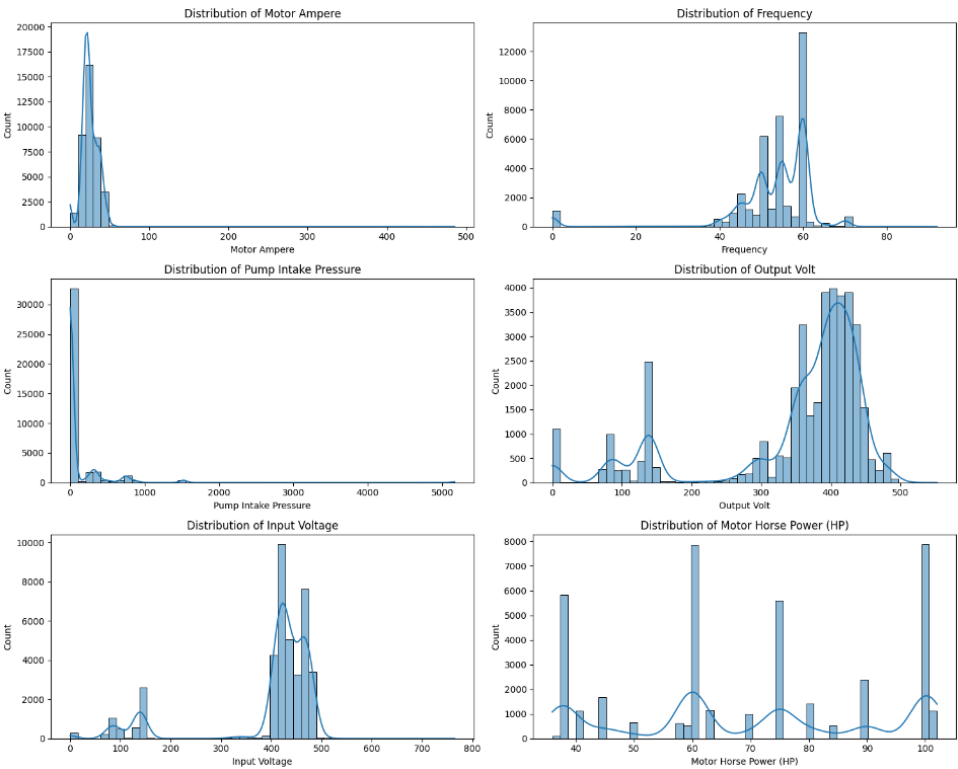 Distribution of Motor Ampere
20000
17500
15000
12500
10000
7500
5000
2500
0
Count
0 100 200 300 400 500
Motor Ampere
Distribution of Frequency
12000
10000
8000
6000
4000
2000
0
Count
0 20 40 60 80
Frequency
Distribution of Pump Intake Pressure
30000
25000
20000
15000
10000
5000
0
Count
0 1000 2000 3000 4000 5000
Pump Intake Pressure
Distribution of Output Volt
4000
3500
3000
2500
2000
1500
1000
500
0
Count
0 100 200 300 400 500
Output Volt
Distribution of Input Voltage
10000
8000
6000
4000
2000
0
Count
0 100 200 300 400 500 600 700 800
Input Voltage
Distribution of Motor Horse Power (HP)
8000
7000
6000
5000
4000
3000
2000
1000
0
Count
40 50 60 70 80 90 100
Motor Horse Power (HP)